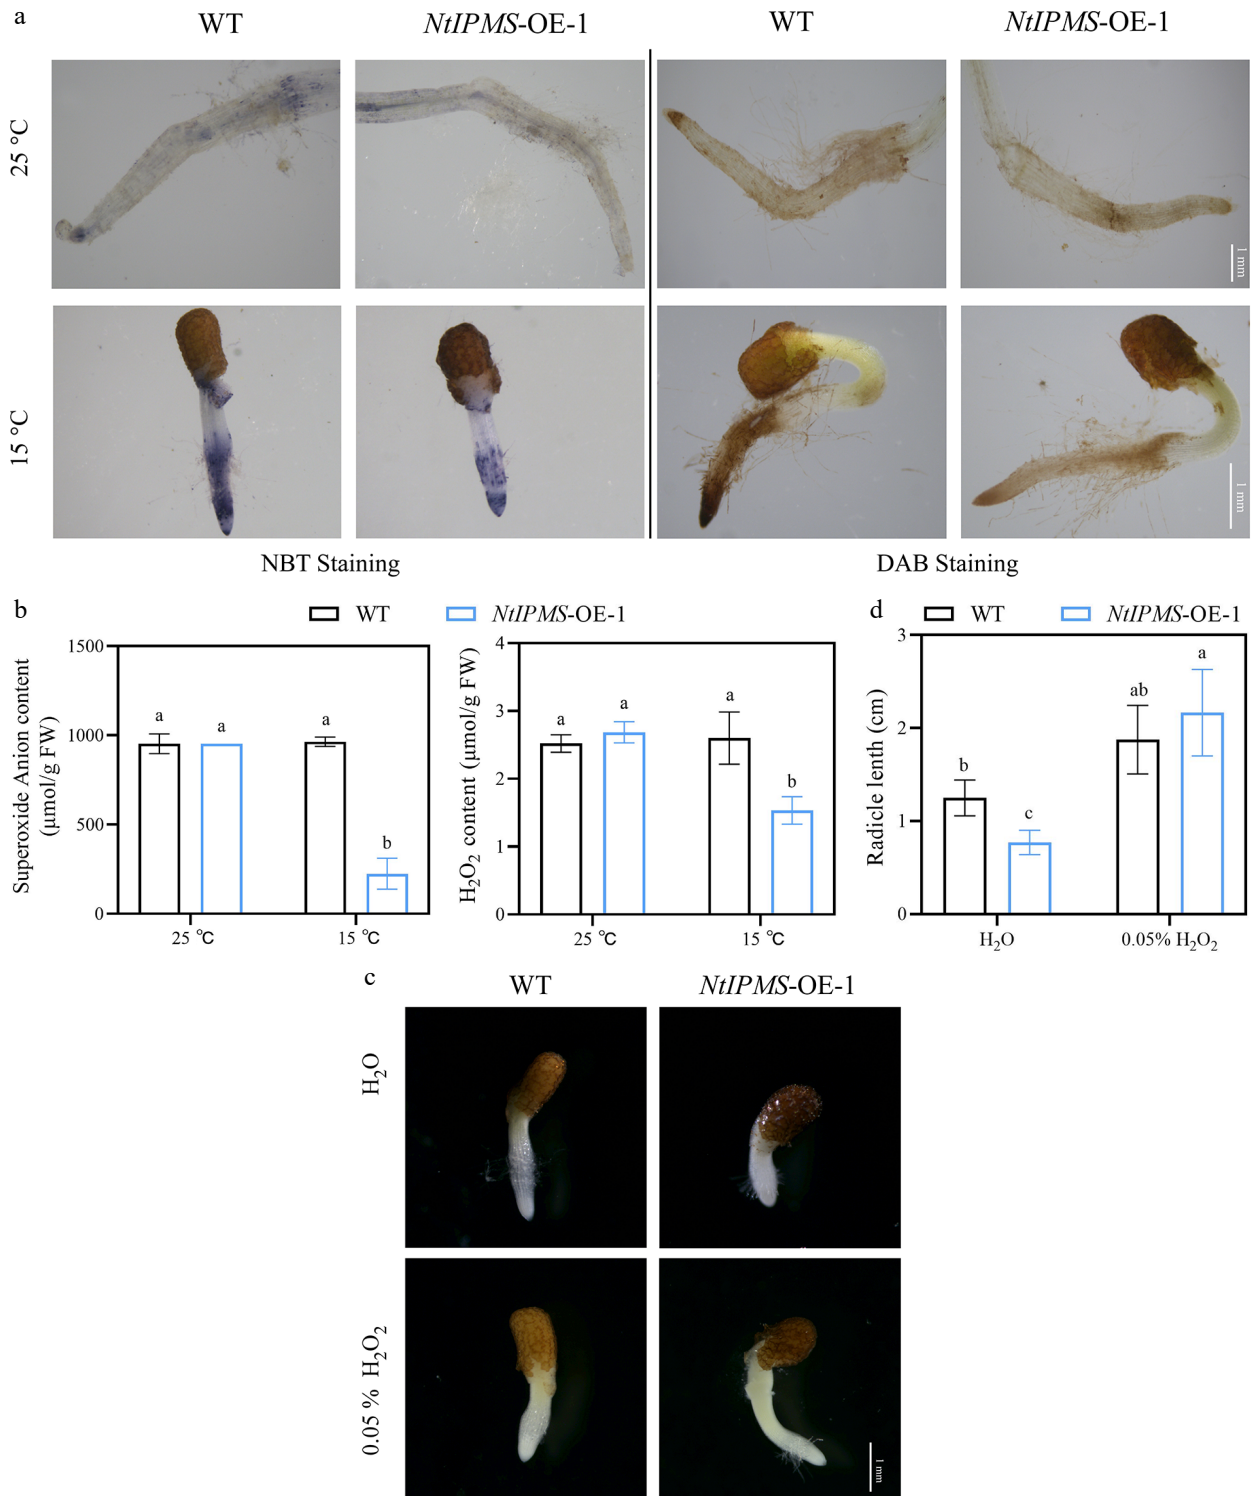 a
WT
NtIPMS-OE-1
WT
NtIPMS-OE-1
25 °C
1 mm
15 °C
1 mm
NBT Staining
DAB Staining
b
WT
NtIPMS-OE-1
Superoxide Anion content
(μmol/g FW)
1500
1000
500
0
a
a
a
b
25 ℃
15 ℃
H₂O₂ content (μmol/g FW)
4
3
2
1
0
a
a
a
b
25 ℃
15 ℃
d
WT
NtIPMS-OE-1
Radicle lenth (cm)
3
2
1
0
b
c
ab
a
H₂O
0.05% H₂O₂
c
WT
NtIPMS-OE-1
H₂O
0.05 % H₂O₂
1 mm